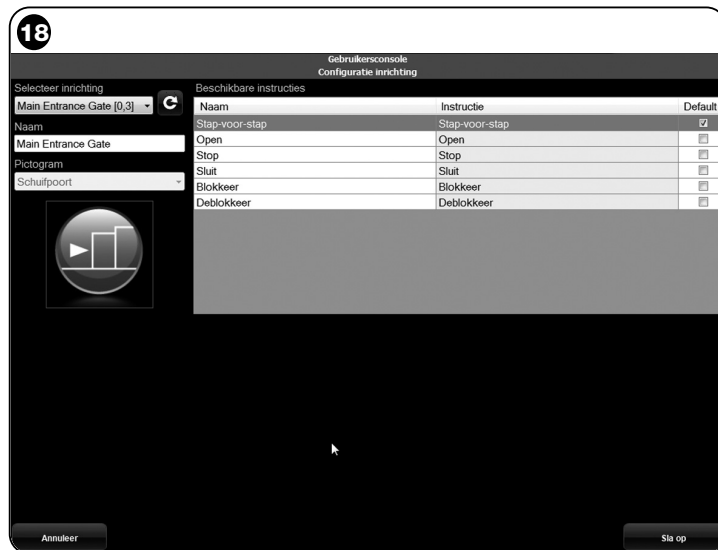 18
Gebruikersconsole
Configuratie inrichting
Selecteer inrichting
Main Entrance Gate [0,3]
Naam
Main Entrance Gate
Pictogram
Schuifpoort
Beschikbare instructies
Naam Instructie Default
Stap-voor-stap Stap-voor-stap
Open Open
Stop Stop
Sluit Sluit
Blokkeer Blokkeer
Deblokkeer Deblokkeer
Annuleer
Sla op